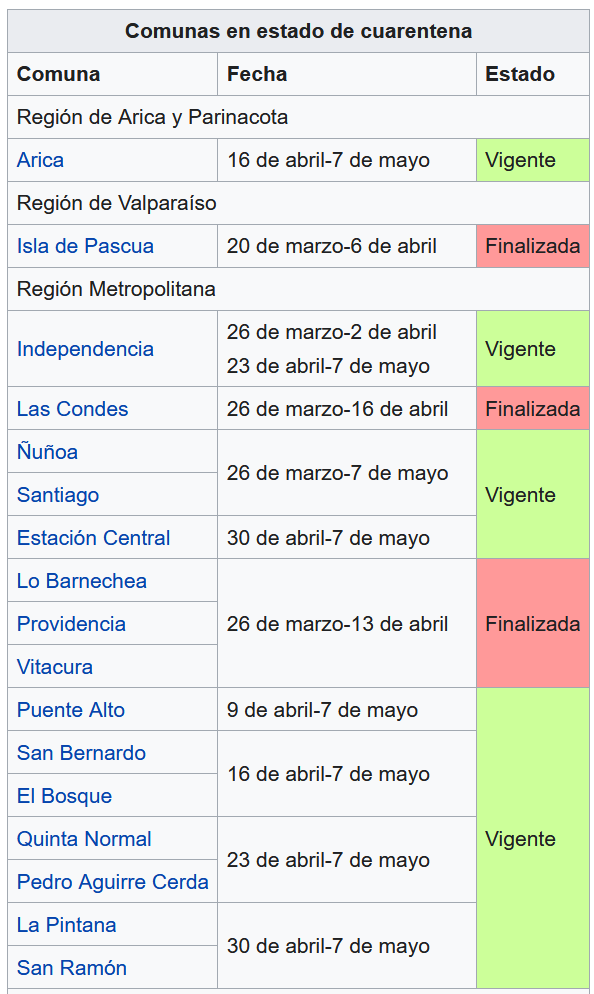 Comunas en estado de cuarentena
Comuna Fecha Estado
Región de Arica y Parinacota
Arica 16 de abril-7 de mayo Vigente
Región de Valparaíso
Isla de Pascua 20 de marzo-6 de abril Finalizada
Región Metropolitana
Independencia 26 de marzo-2 de abril
23 de abril-7 de mayo Vigente
Las Condes 26 de marzo-16 de abril Finalizada
Ñuñoa
26 de marzo-7 de mayo
Santiago Vigente
Estación Central 30 de abril-7 de mayo
Lo Barnechea
Providencia 26 de marzo-13 de abril Finalizada
Vitacura
Puente Alto 9 de abril-7 de mayo
San Bernardo
16 de abril-7 de mayo
El Bosque
Quinta Normal Vigente
23 de abril-7 de mayo
Pedro Aguirre Cerda
La Pintana
30 de abril-7 de mayo
San Ramón